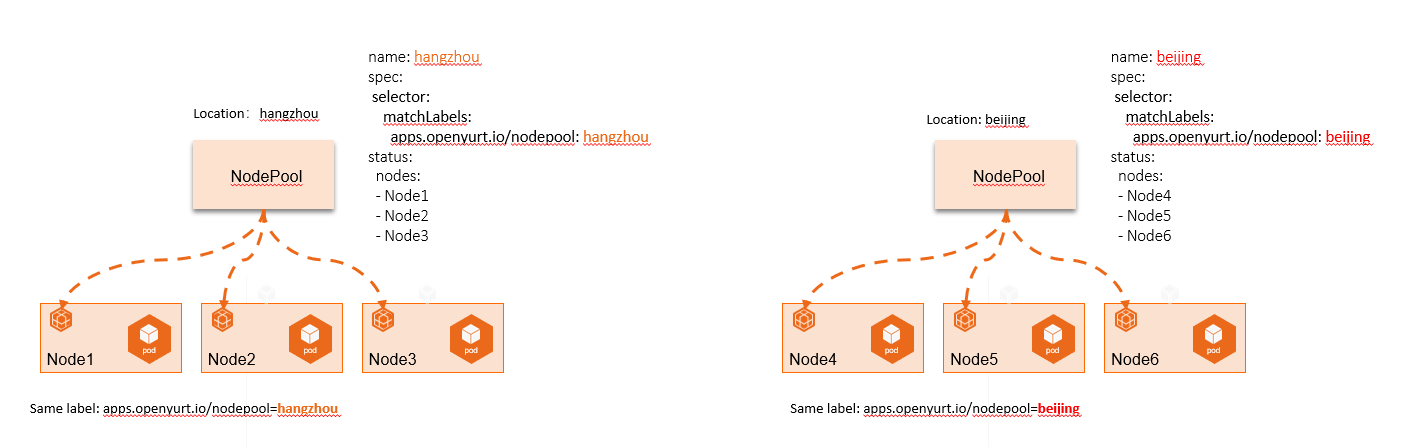 Location: hangzhou
NodePool
name: hangzhou
spec:
selector:
matchLabels:
apps.openyurt.io/nodepool: hangzhou
status:
nodes:
- Node1
- Node2
- Node3
Node1
pod
Node2
pod
Node3
pod
Same label: apps.openyurt.io/nodepool=hangzhou
Location: beijing
NodePool
name: beijing
spec:
selector:
matchLabels:
apps.openyurt.io/nodepool: beijing
status:
nodes:
- Node4
- Node5
- Node6
Node4
pod
Node5
pod
Node6
pod
Same label: apps.openyurt.io/nodepool=beijing